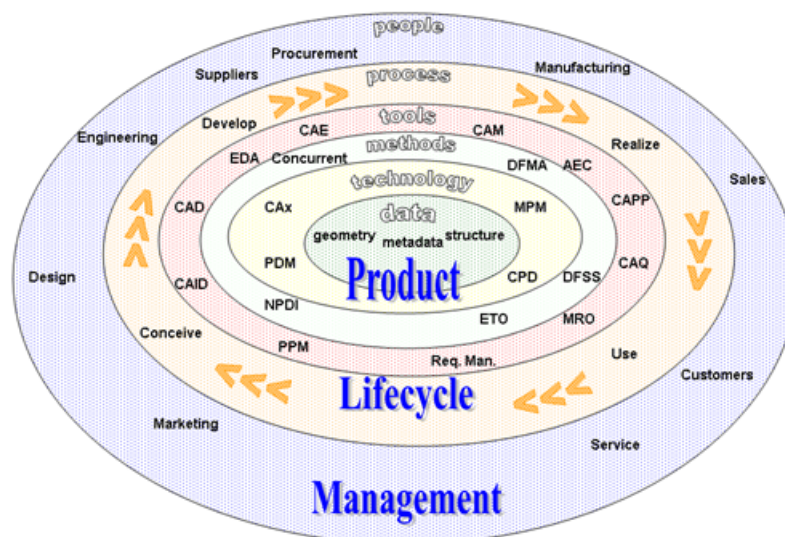 people
Procurement
Suppliers
Manufacturing
process
Develop
Engineering
tools
CAE
CAM
Realize
methods
EDA
Concurrent
DFMA
AEC
technology
Sales
CAD
CAx
data
MPM
CAPP
geometry
metadata
structure
Design
CAID
PDM
Product
CPD
DFSS
CAQ
NPDI
ETO
MRO
Conceive
PPM
Req. Man.
Use
Customers
Lifecycle
Marketing
Service
Management